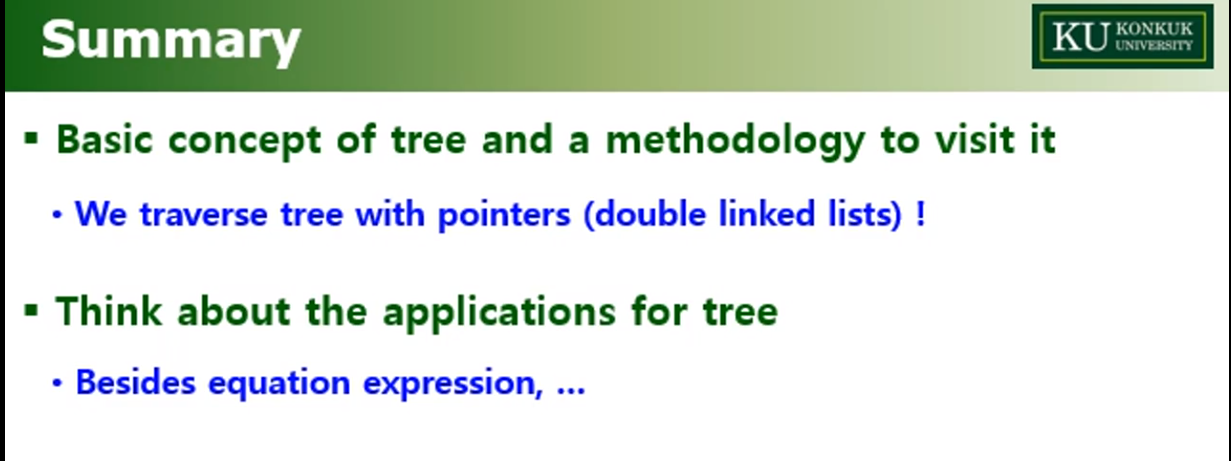 Summary
KU KONKUK UNIVERSITY
▪ Basic concept of tree and a methodology to visit it
• We traverse tree with pointers (double linked lists) !
▪ Think about the applications for tree
• Besides equation expression, ...